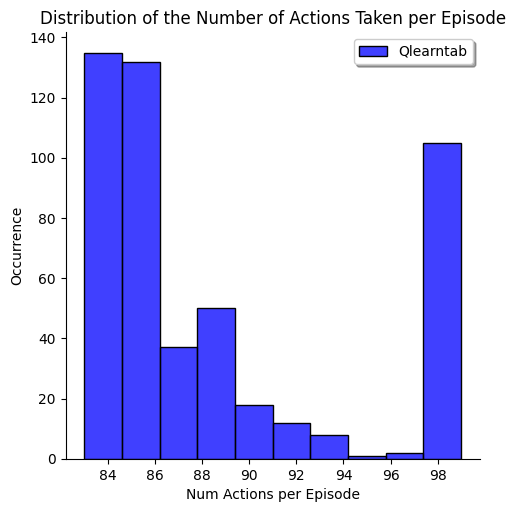 Distribution of the Number of Actions Taken per Episode
Qlearntab
140
120
100
80
60
40
20
0
Occurrence
84 86 88 90 92 94 96 98
Num Actions per Episode